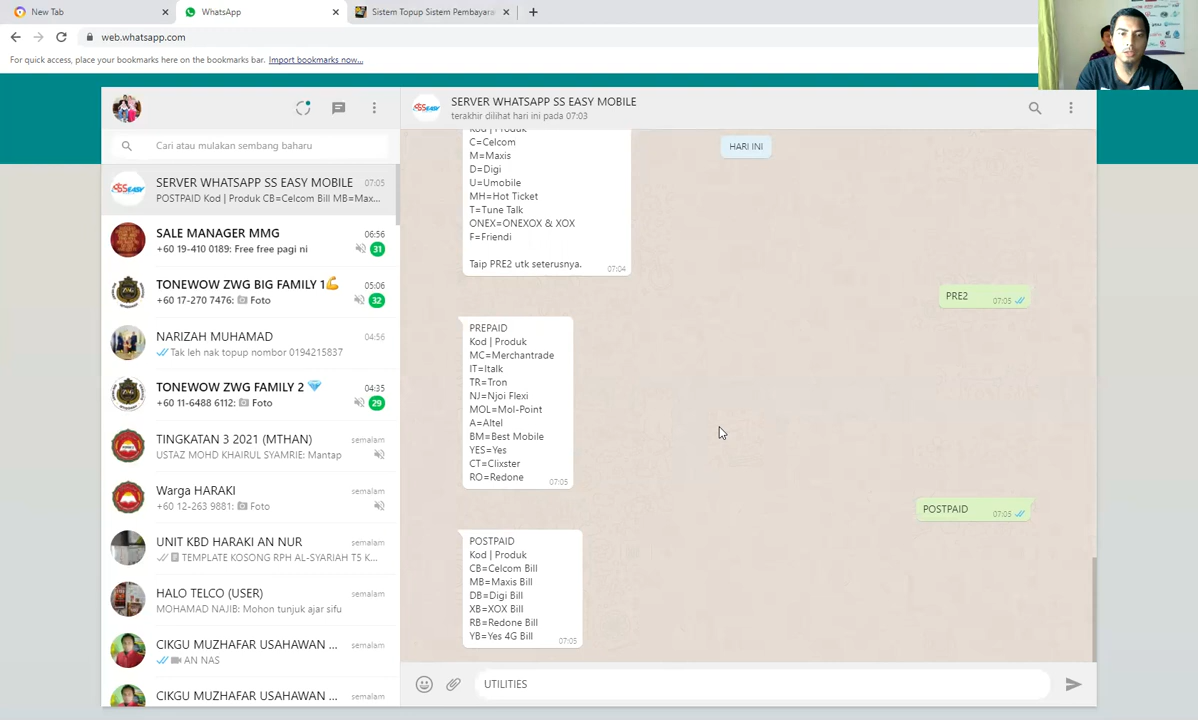 New Tab
WhatsApp
Sistem Topup Sistem Pembayara
web.whatsapp.com
For quick access, place your bookmarks here on the bookmarks bar. Import bookmarks now...
Cari atau mulakan sembang baharu
SERVER WHATSAPP SS EASY MOBILE 07:05
POSTPAID Kod | Produk CB=Celcom Bill MB=Max...
SALE MANAGER MMG 06:56
+60 19-410 0189: Free free pagi ni 31
TONEWOW ZWG BIG FAMILY 1💪 05:06
+60 17-270 7476: Foto 32
NARIZAH MUHAMAD 04:56
Tak leh nak topup nombor 0194215837
TONEWOW ZWG FAMILY 2 💎 04:35
+60 11-6488 6112: Foto 29
TINGKATAN 3 2021 (MTHAN) semalam
USTAZ MOHD KHAIRUL SYAMRIE: Mantap
Warga HARAKI semalam
+60 12-263 9881: Foto
UNIT KBD HARAKI AN NUR semalam
TEMPLATE KOSONG RPH AL-SYARIAH T5 K...
HALO TELCO (USER) semalam
MOHAMAD NAJIB: Mohon tunjuk ajar sifu
CIKGU MUZHAFAR USAHAWAN ... semalam
AN NAS
CIKGU MUZHAFAR USAHAWAN ... semalam
SERVER WHATSAPP SS EASY MOBILE
terakhir dilihat hari ini pada 07:03
HARI INI
Kod | Produk
C=Celcom
M=Maxis
D=Digi
U=Umobile
MH=Hot Ticket
T=Tune Talk
ONEX=ONEXOX & XOX
F=Friendi
Taip PRE2 utk seterusnya. 07:04
PRE2 07:05
PREPAID
Kod | Produk
MC=Merchantrade
IT=Italk
TR=Tron
NJ=Njoi Flexi
MOL=Mol-Point
A=Altel
BM=Best Mobile
YES=Yes
CT=Clixster
RO=Redone 07:05
POSTPAID 07:05
POSTPAID
Kod | Produk
CB=Celcom Bill
MB=Maxis Bill
DB=Digi Bill
XB=XOX Bill
RB=Redone Bill
YB=Yes 4G Bill 07:05
UTILITIES